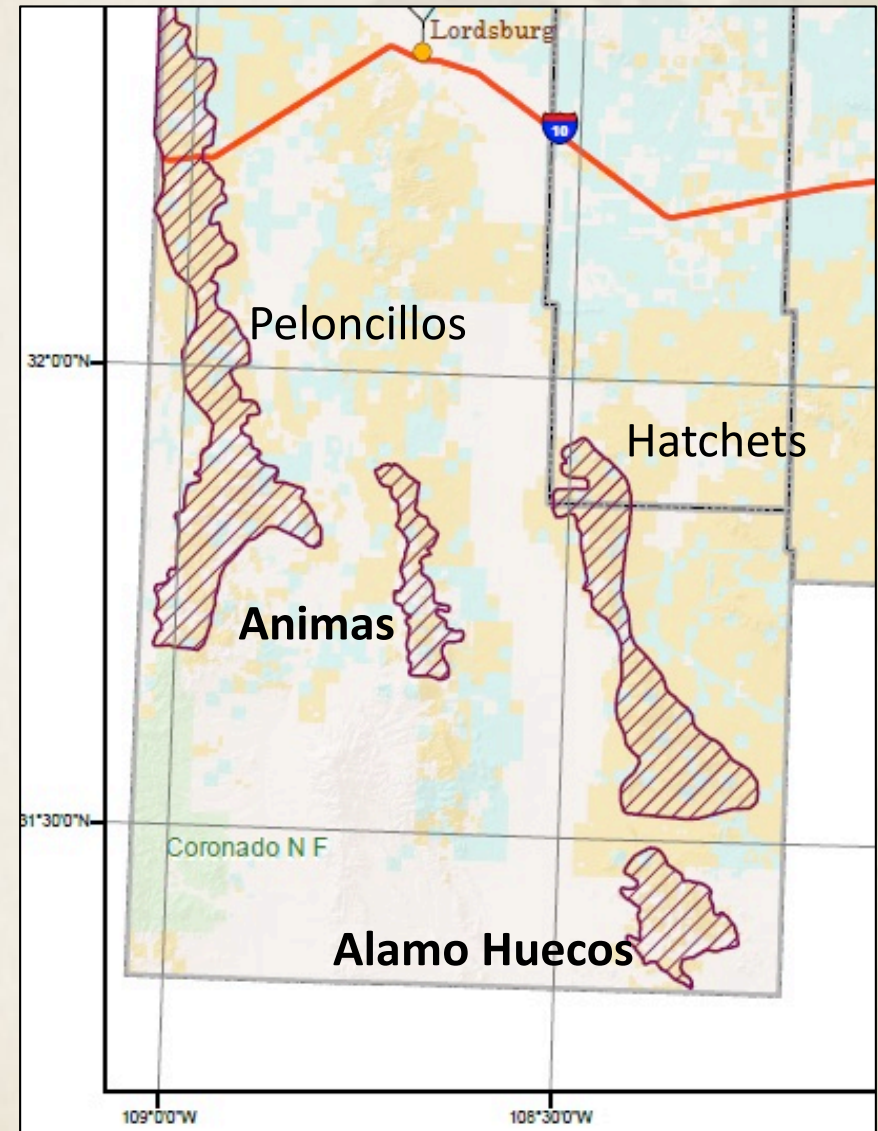 Lordsburg
10
Peloncillos
32°0'0"N
Hatchets
Animas
31°30'0"N
Coronado N F
Alamo Huecos
109°0'0"W
108°30'0"W